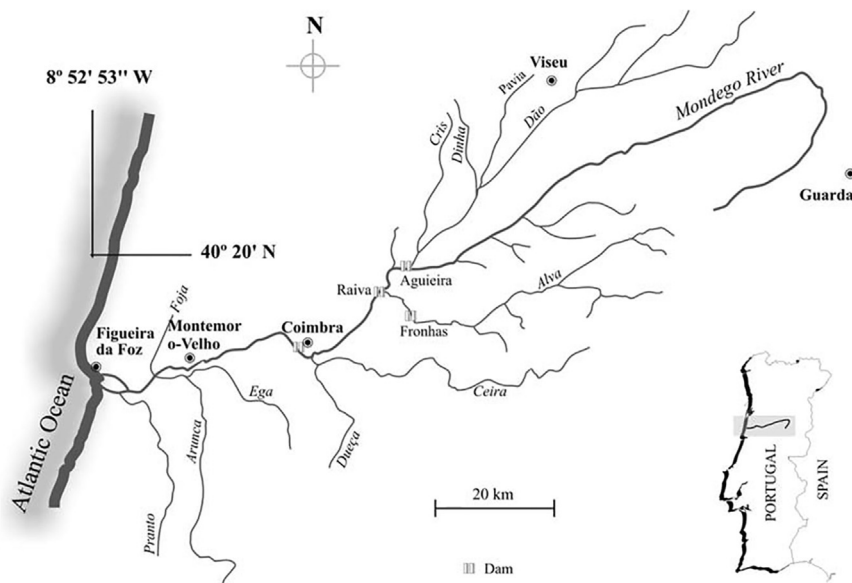 N
8º 52' 53'' W
Viseu
Pavia
Mondego River
Cris
Dinha
Dão
Guarda
40º 20' N
Aguieira
Raiva
Alva
Foja
Fronhas
Figueira
da Foz
Montemor
o-Velho
Coimbra
Ega
Ceira
Atlantic Ocean
Arunca
Dueça
Pranto
20 km
PORTUGAL
SPAIN
Dam